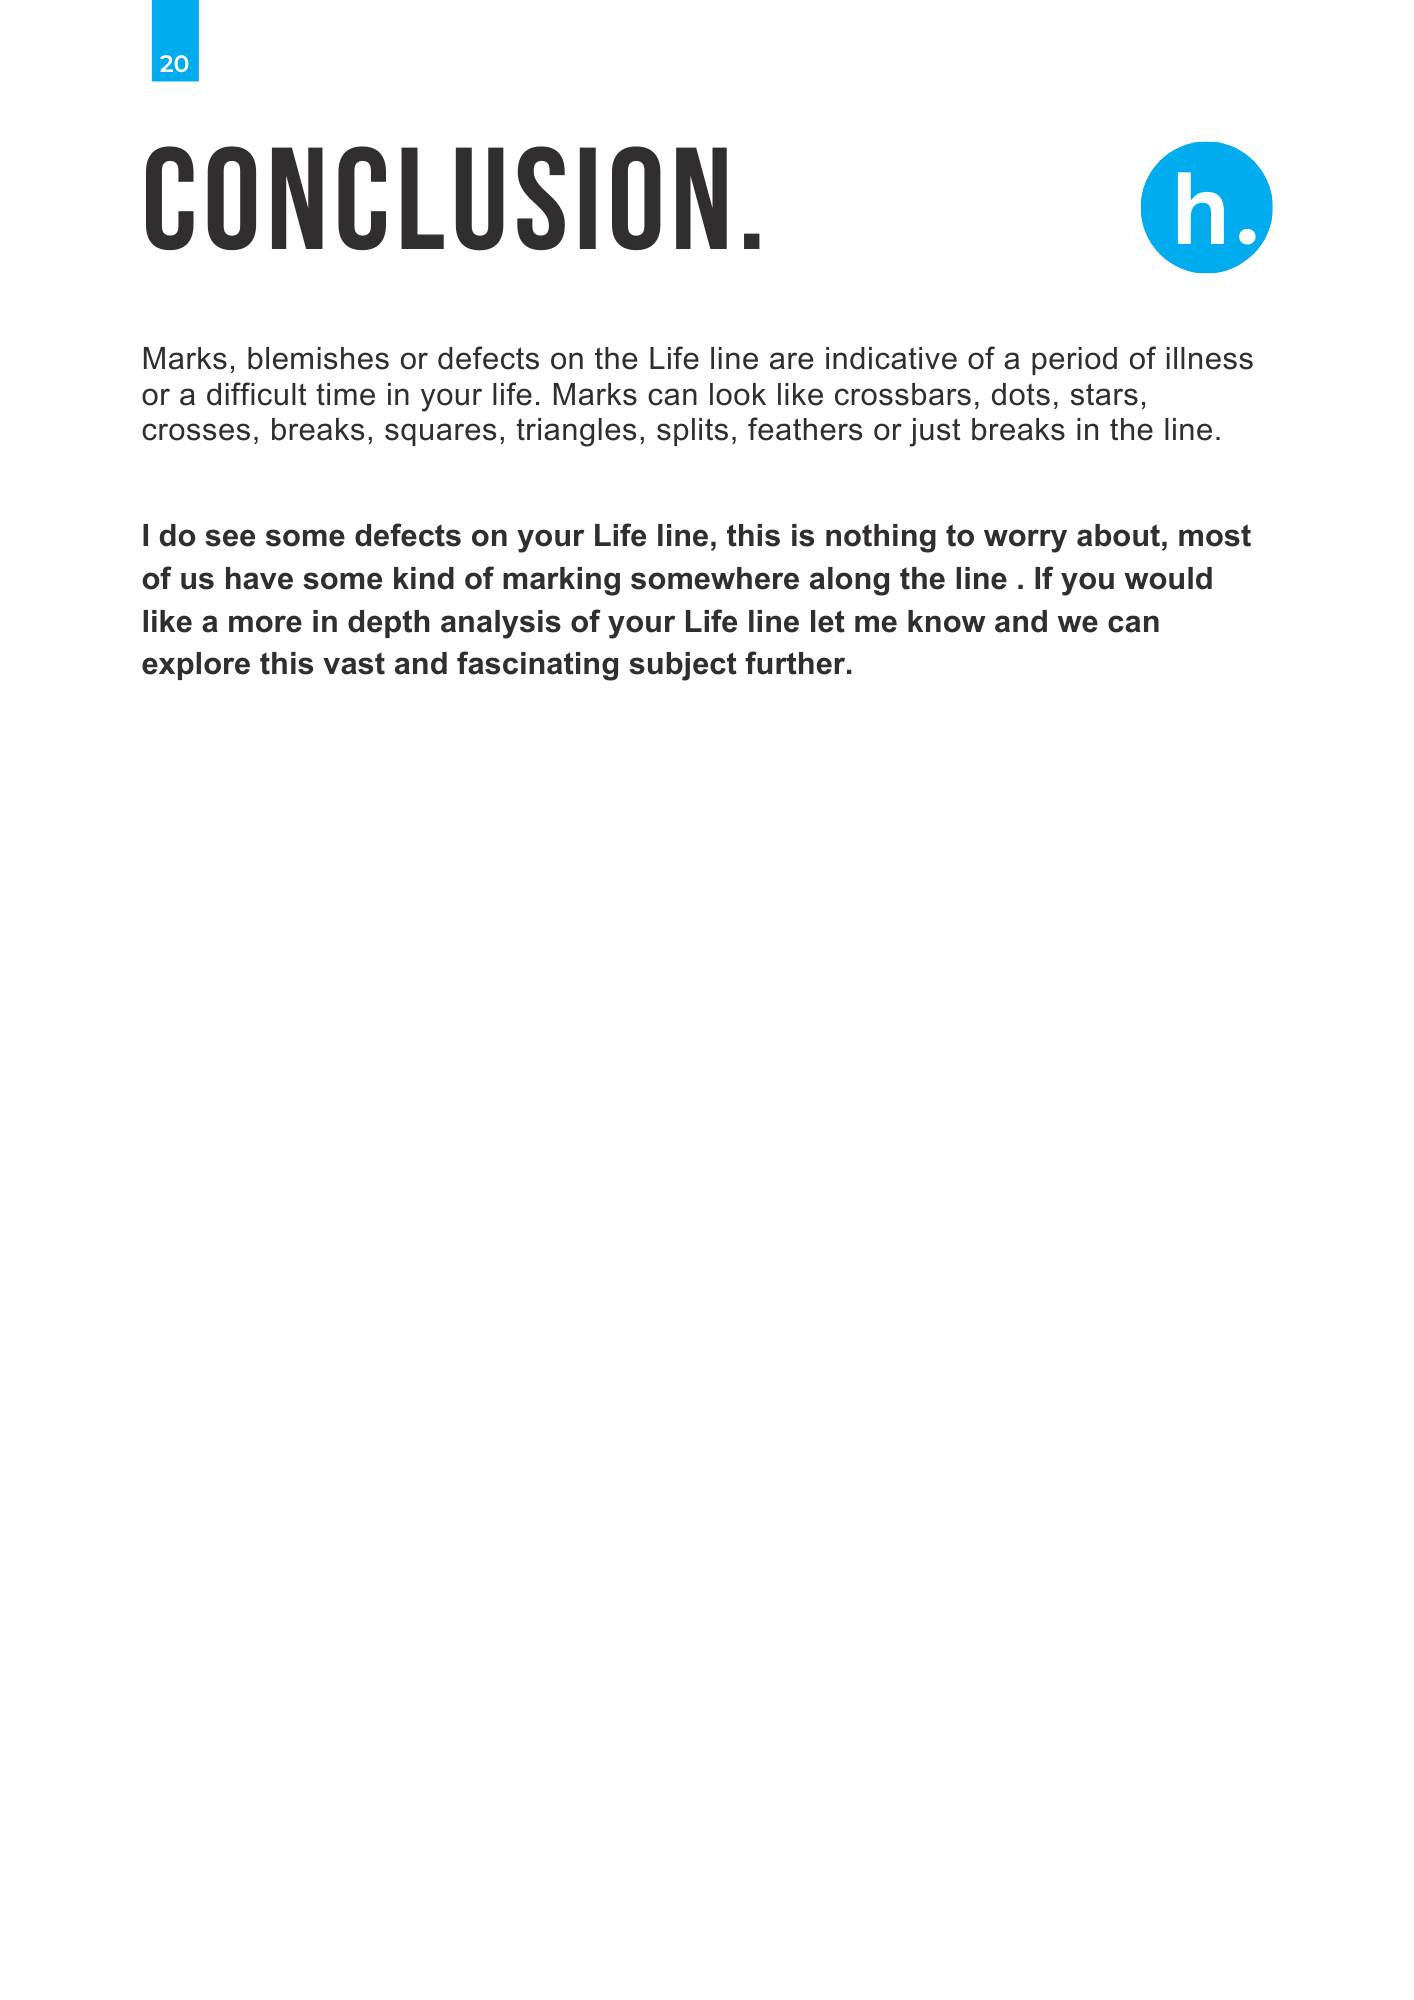 20
CONCLUSION.
h.
Marks, blemishes or defects on the Life line are indicative of a period of illness
or a difficult time in your life. Marks can look like crossbars, dots, stars,
crosses, breaks, squares, triangles, splits, feathers or just breaks in the line.
I do see some defects on your Life line, this is nothing to worry about, most
of us have some kind of marking somewhere along the line . If you would
like a more in depth analysis of your Life line let me know and we can
explore this vast and fascinating subject further.